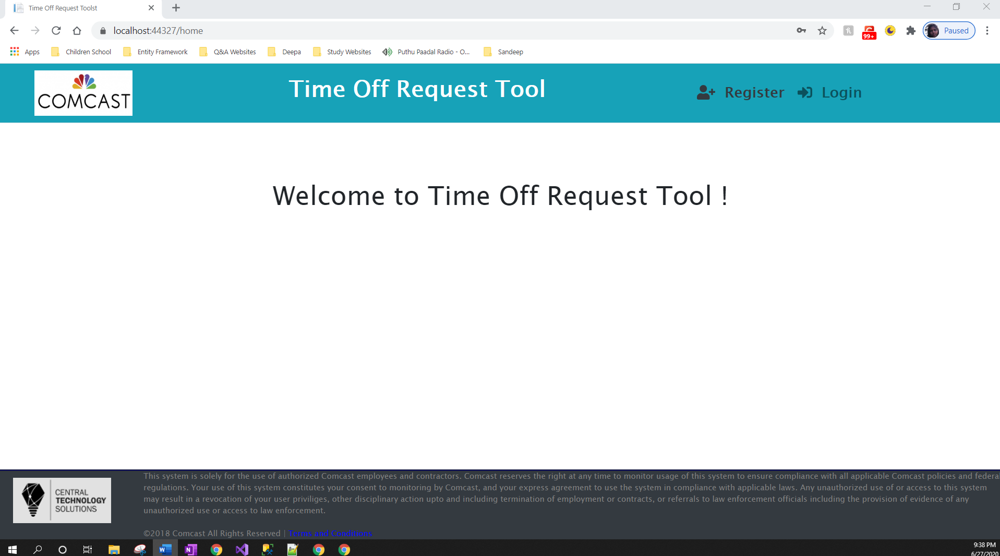 Time Off Request Toolst
localhost:44327/home
99+
Paused
Apps
Children School
Entity Framework
Q&A Websites
Deepa
Study Websites
Puthu Paadal Radio - O...
Sandeep
COMCAST
Time Off Request Tool
Register
Login
Welcome to Time Off Request Tool !
CENTRAL
TECHNOLOGY
SOLUTIONS
This system is solely for the use of authorized Comcast employees and contractors. Comcast reserves the right at any time to monitor usage of this system to ensure compliance with all applicable Comcast policies and federa
regulations. Your use of this system constitutes your consent to monitoring by Comcast, and your express agreement to use the system in compliance with applicable laws. Any unauthorized use of or access to this system
may result in a revocation of your user priviliges, other disciplinary action upto and including termination of employment or contracts, or referrals to law enforcement officials including the provision of evidence of any
unauthorized use or access to law enforcement.
©2018 Comcast All Rights Reserved | Terms and Conditions
9:38 PM
6/27/2020